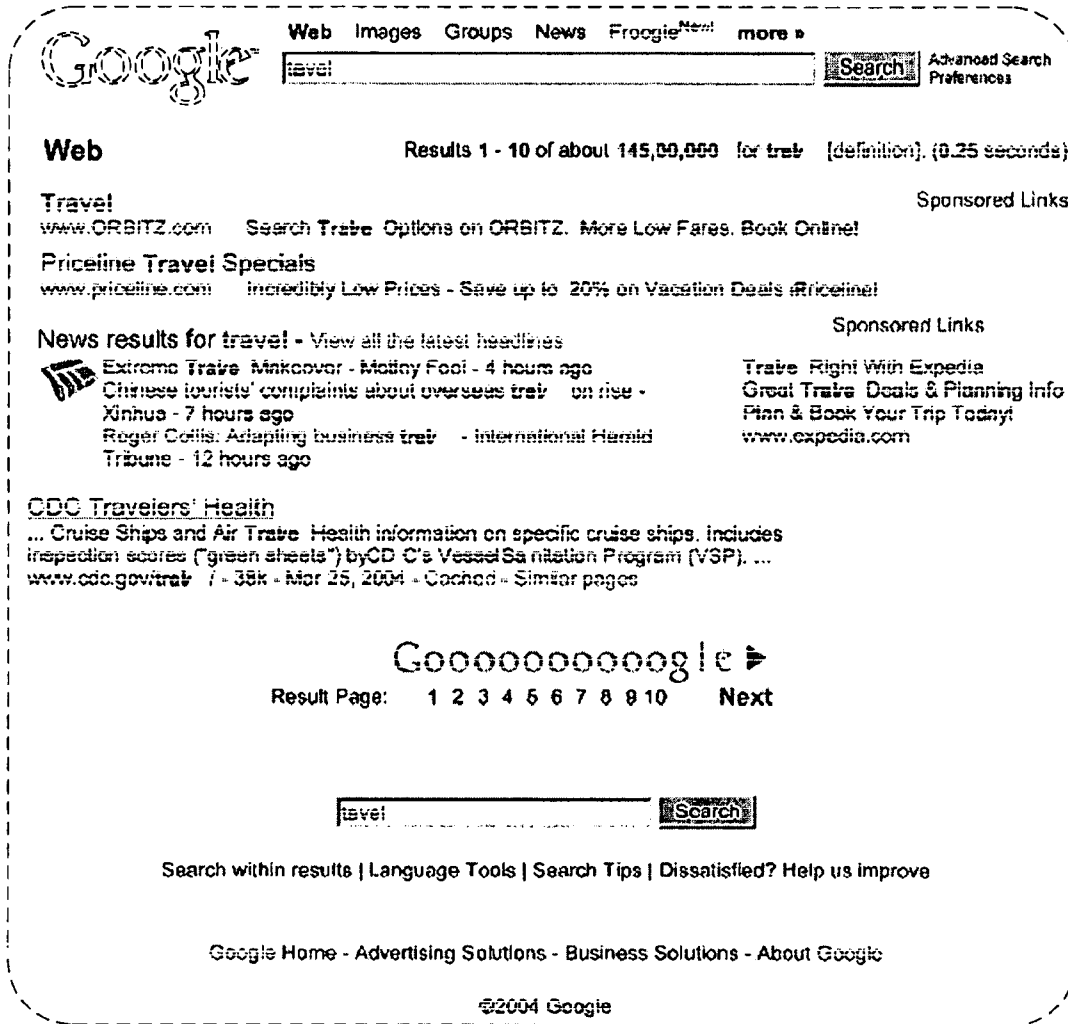 Google
Web Images Groups News Froogle New! more »
tavel Search Advanced Search
Preferences
Web Results 1 - 10 of about 145,00,000 for trav [definition]. (0.25 seconds)
Travel Sponsored Links
www.ORBITZ.com Search Trave Options on ORBITZ. More Low Fares. Book Online!
Priceline Travel Specials
www.priceline.com Incredibly Low Prices - Save up to 20% on Vacation Deals
News results for travel - View all the latest headlines Sponsored Links
Extreme Trave Makeover - Motley Fool - 4 hours ago
Chinese tourists' complaints about overseas trav on rise -
Xinhua - 7 hours ago
Roger Collis: Adapting business trav - International Herald
Tribune - 12 hours ago
Trave Right With Expedia
Great Trave Deals & Planning Info
Plan & Book Your Trip Today!
www.expedia.com
CDC Travelers' Health
... Cruise Ships and Air Trave Health information on specific cruise ships. Includes
inspection scores ("green sheets") byCD C's VesselSa nitation Program (VSP). ...
www.cdc.gov/trav / - 38k - Mar 25, 2004 - Cached - Similar pages
Gooooooooooogle
Result Page: 1 2 3 4 5 6 7 8 9 10 Next
tavel Search
Search within results | Language Tools | Search Tips | Dissatisfied? Help us improve
Google Home - Advertising Solutions - Business Solutions - About Google
©2004 Google